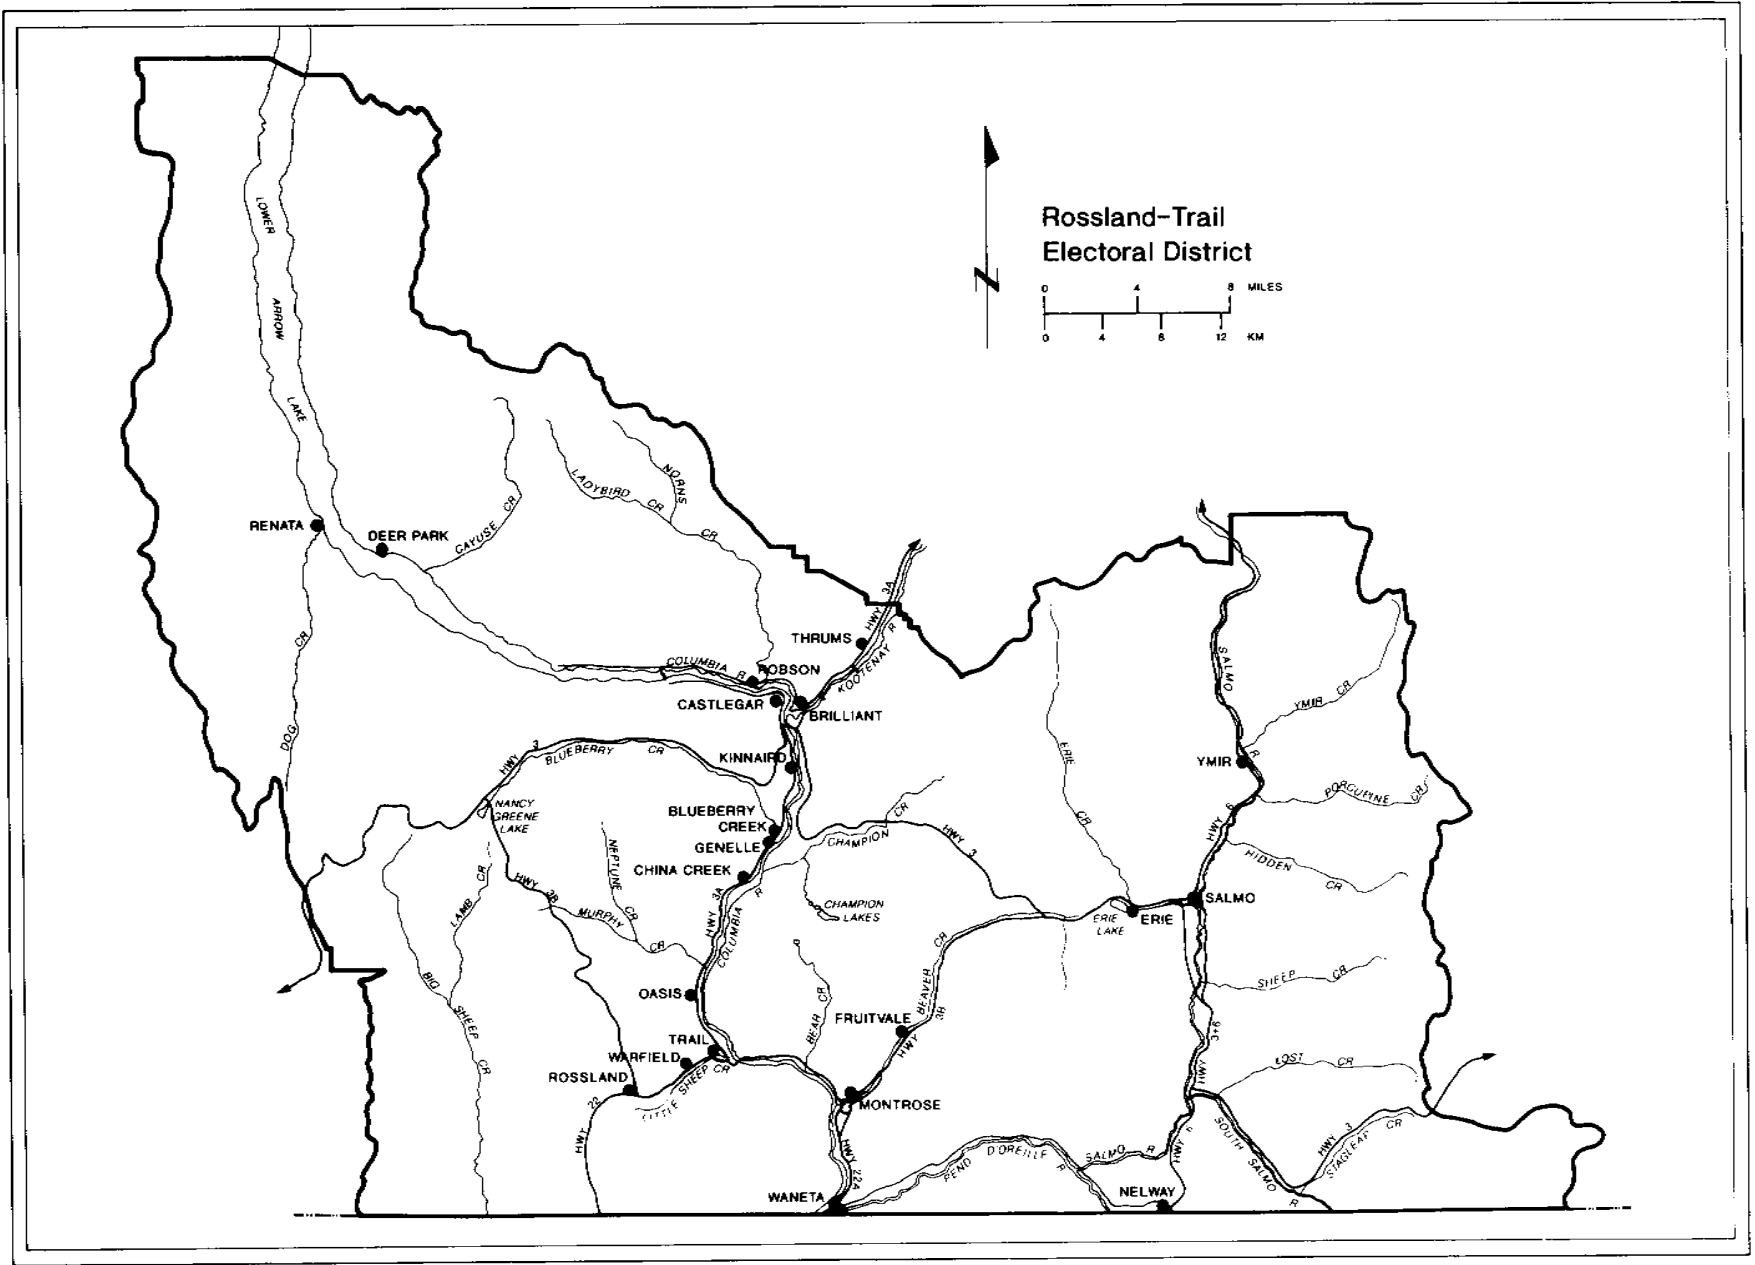 Rossland-Trail
Electoral District
0 4 8 MILES
0 4 8 12 KM
N
LOWER
ARROW
LAKE
NORNS
CR
LADYBIRD CR
CAYUSE CR
RENATA
DEER PARK
HWY 3A
THRUMS
KOOTENAY R
COLUMBIA R
ROBSON
CASTLEGAR
BRILLIANT
DOG CR
HWY 3
BLUEBERRY CR
KINNAIRD
NANCY
GREENE
LAKE
BLUEBERRY
CREEK
GENELLE
CHINA CREEK
CHAMPION CR
HWY 3
CHAMPION
LAKES
ERIE CR
SALMO R
YMIR CR
YMIR
PORCUPINE CR
HWY 6
HIDDEN CR
SALMO
ERIE
ERIE
LAKE
NEPTUNE CR
HWY 3B
MURPHY CR
LAMB CR
BIG SHEEP CR
HWY 3A
COLUMBIA R
OASIS
BEAR CR
BEAVER CR
FRUITVALE
HWY 3B
SHEEP CR
HWY 3+6
LOST CR
TRAIL
WARFIELD
ROSSLAND
LITTLE SHEEP CR
HWY 22
MONTROSE
HWY 22A
WANETA
PEND D'OREILLE R
SALMO R
HWY 6
NELWAY
SOUTH SALMO R
HWY 3
STAGLEAP CR